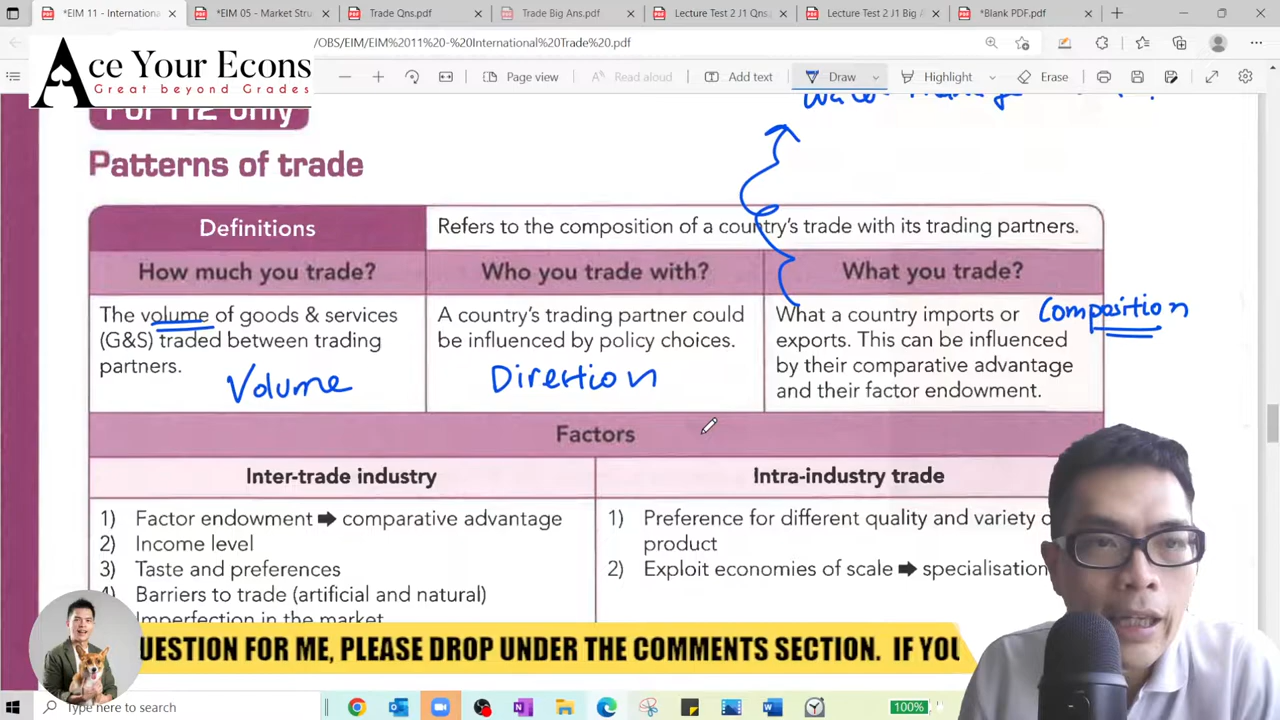 *EIM 11 - Internationa
*EIM 05 - Market Stru
Trade Qns.pdf
Trade Big Ans.pdf
Lecture Test 2 J1 Qns.p
Lecture Test 2 J1 Big A
*Blank PDF.pdf
/OBS/EIM/EIM%2011%20-%20International%20Trade%20.pdf
Ace Your Econs
Great beyond Grades
Page view
Read aloud
Add text
Draw
Highlight
Erase
For H2 only
Patterns of trade
Definitions
Refers to the composition of a country's trade with its trading partners.
How much you trade?
Who you trade with?
What you trade?
The volume of goods & services
(G&S) traded between trading
partners.
Volume
A country's trading partner could
be influenced by policy choices.
Direction
What a country imports or
exports. This can be influenced
by their comparative advantage
and their factor endowment.
Composition
Factors
Inter-trade industry
Intra-industry trade
1) Factor endowment ➡ comparative advantage
2) Income level
3) Taste and preferences
4) Barriers to trade (artificial and natural)
Imperfection in the market
1) Preference for different quality and variety o
product
2) Exploit economies of scale ➡ specialisation
UESTION FOR ME, PLEASE DROP UNDER THE COMMENTS SECTION. IF YOU
Type here to search
100%